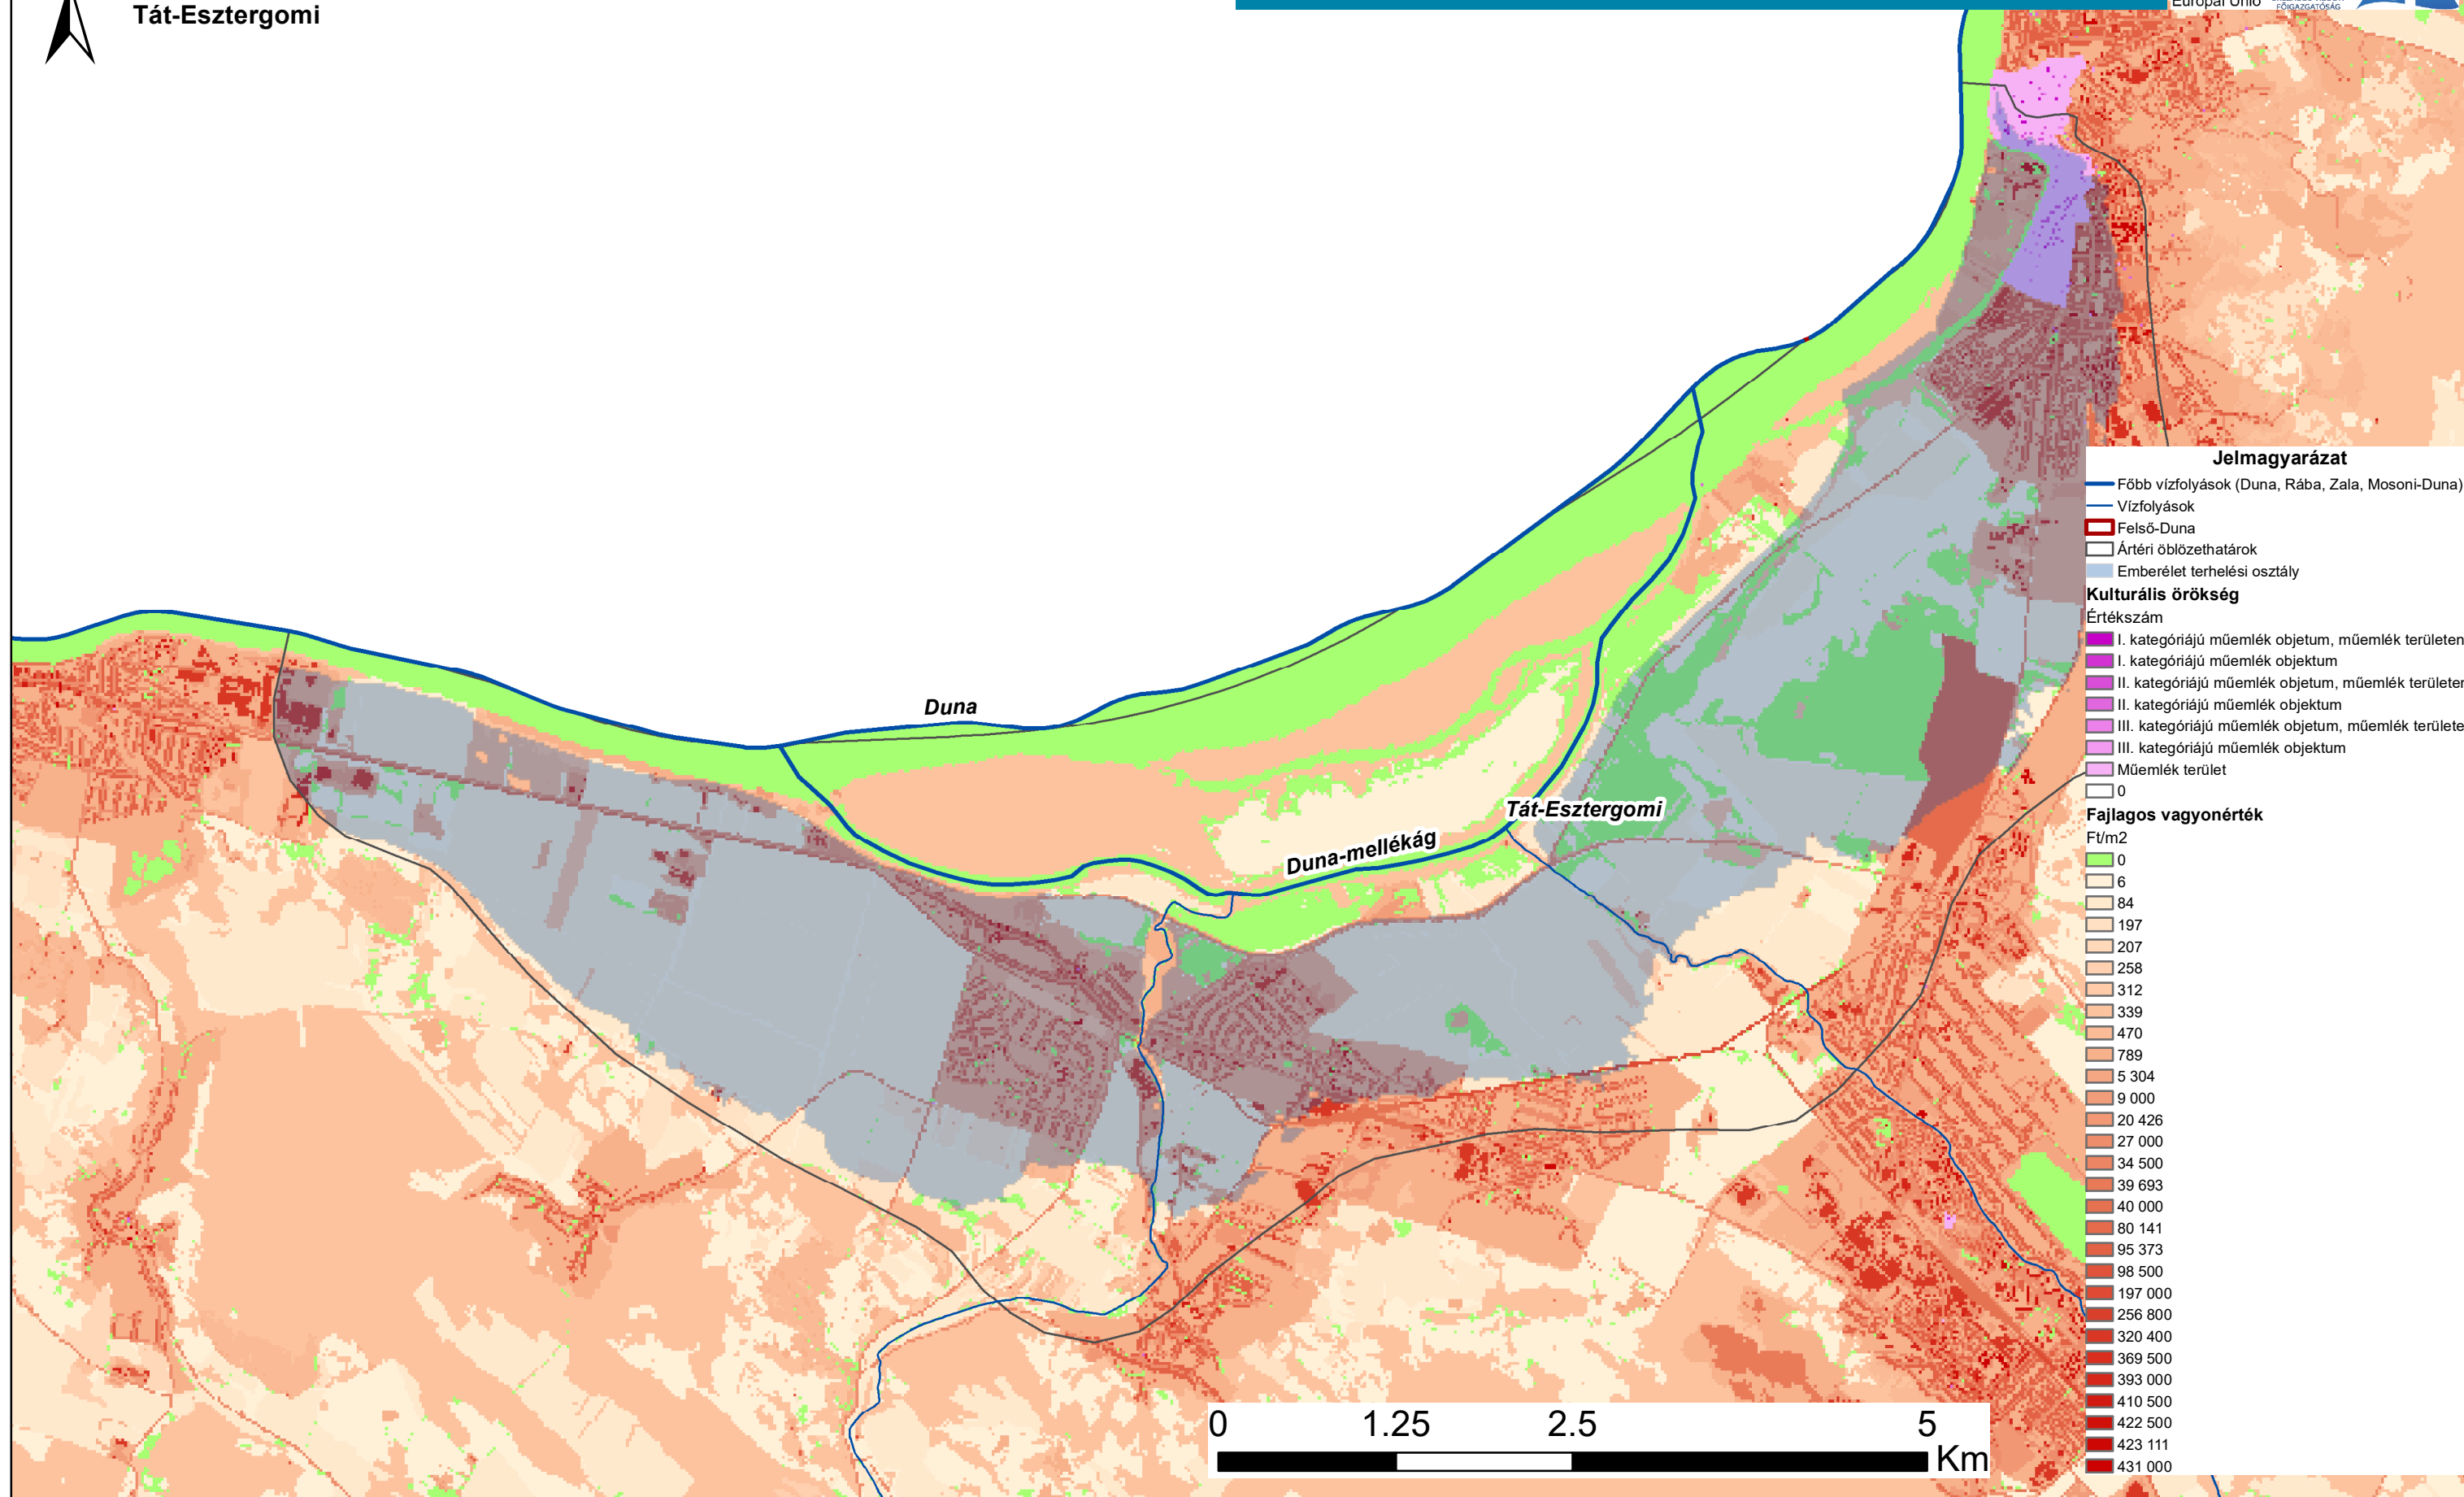 Tát-Esztergomi
Európai Unió
FŐIGAZGATÓSÁG
Duna
Tát-Esztergomi
Duna-mellékág
Jelmagyarázat
Főbb vízfolyások (Duna, Rába, Zala, Mosoni-Duna)
Vízfolyások
Felső-Duna
Ártéri öblözethatárok
Emberélet terhelési osztály
Kulturális örökség
Értékszám
I. kategóriájú műemlék objetum, műemlék területen
I. kategóriájú műemlék objektum
II. kategóriájú műemlék objetum, műemlék területen
II. kategóriájú műemlék objektum
III. kategóriájú műemlék objetum, műemlék területe
III. kategóriájú műemlék objektum
Műemlék terület
0
Fajlagos vagyonérték
Ft/m2
0
6
84
197
207
258
312
339
470
789
5 304
9 000
20 426
27 000
34 500
39 693
40 000
80 141
95 373
98 500
197 000
256 800
320 400
369 500
393 000
410 500
422 500
423 111
431 000
0 1.25 2.5 5
Km